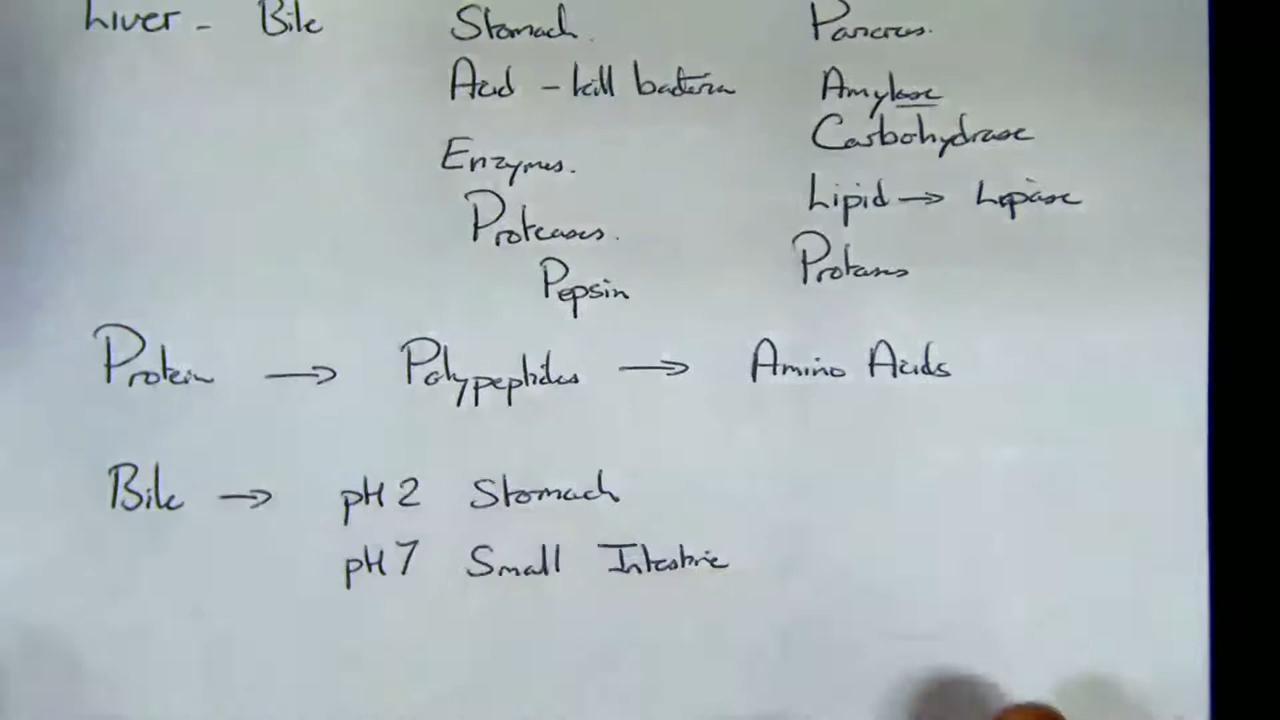 Liver - Bile
Stomach.
Acid - kill bacteria
Enzymes.
Proteases.
Pepsin
Pancreas.
Amylase
Carbohydrase
Lipid → Lipase
Proteases
Protein → Polypeptides → Amino Acids
Bile → pH 2 Stomach
pH 7 Small Intestine